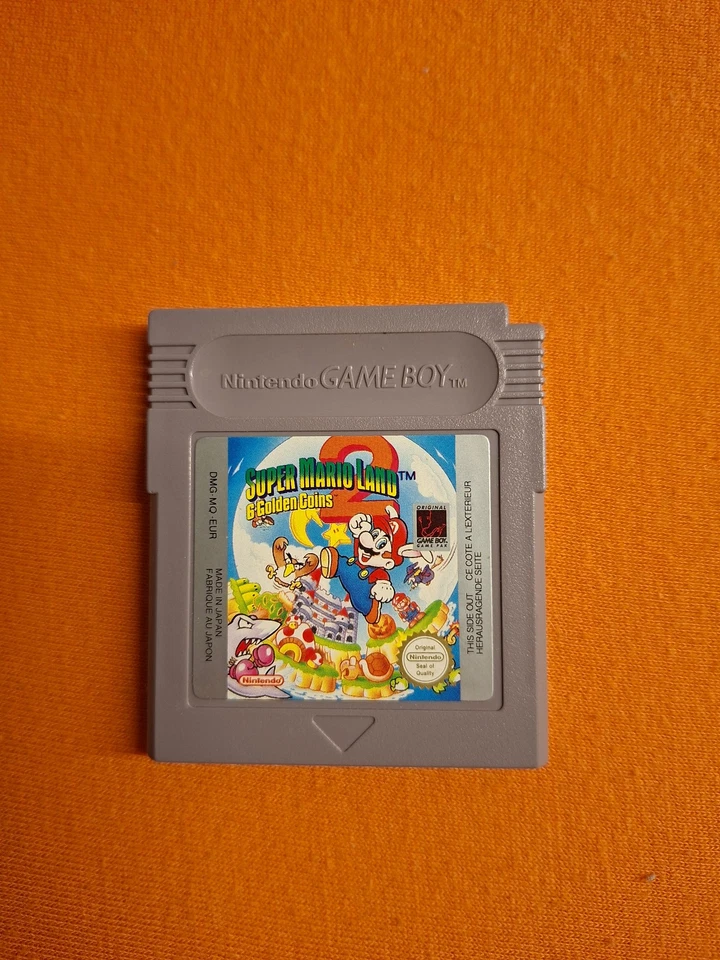 Nintendo GAME BOY TM
2
SUPER MARIO LAND TM
6 Golden Coins
ORIGINAL
GAME BOY
GAME PAK
DMG-MQ-EUR
MADE IN JAPAN
FABRIQUE AU JAPON
THIS SIDE OUT CE COTE A L'EXTERIEUR
HERAUSRAGENDE SEITE
Original
Nintendo
Seal of
Quality
Nintendo